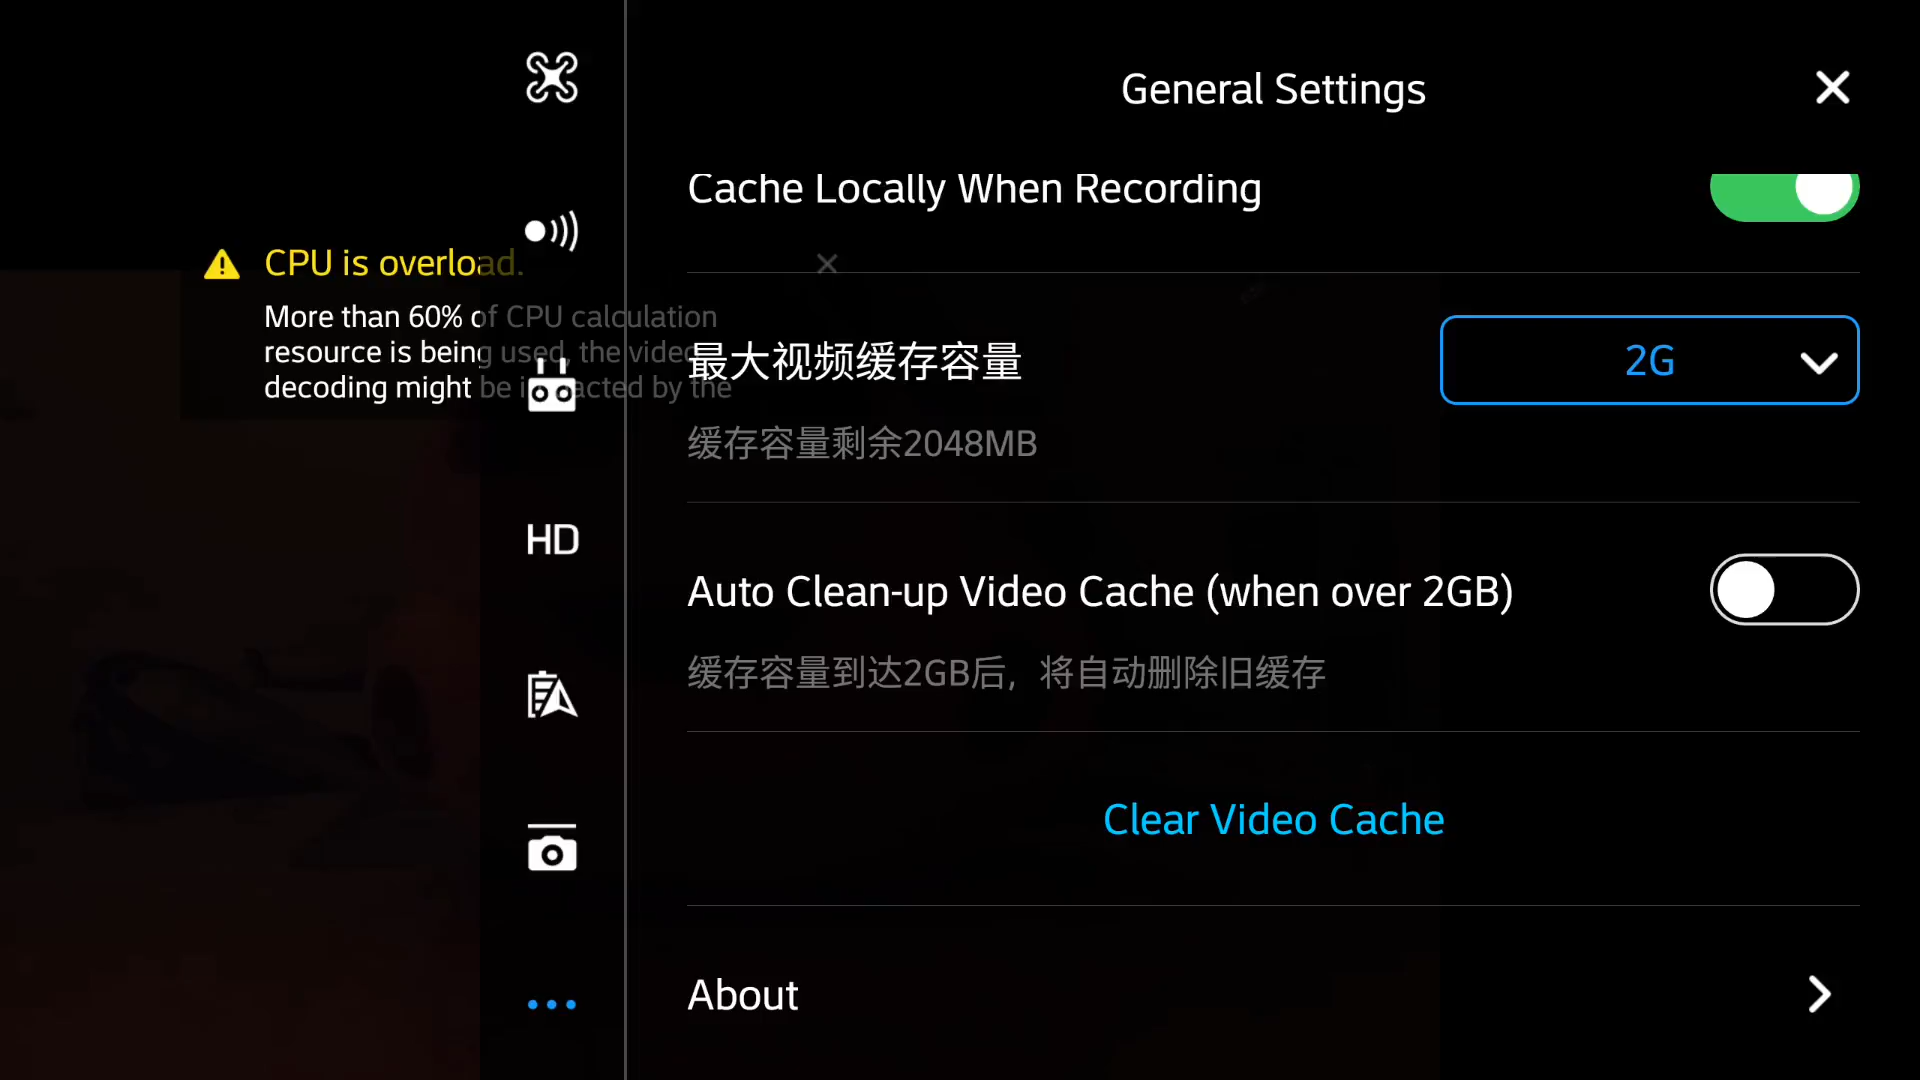 General Settings
Cache Locally When Recording
CPU is overload.
More than 60% of CPU calculation
resource is being used, the video
decoding might be impacted by the
最大视频缓存容量
2G
缓存容量剩余2048MB
HD
Auto Clean-up Video Cache (when over 2GB)
缓存容量到达2GB后，将自动删除旧缓存
Clear Video Cache
About